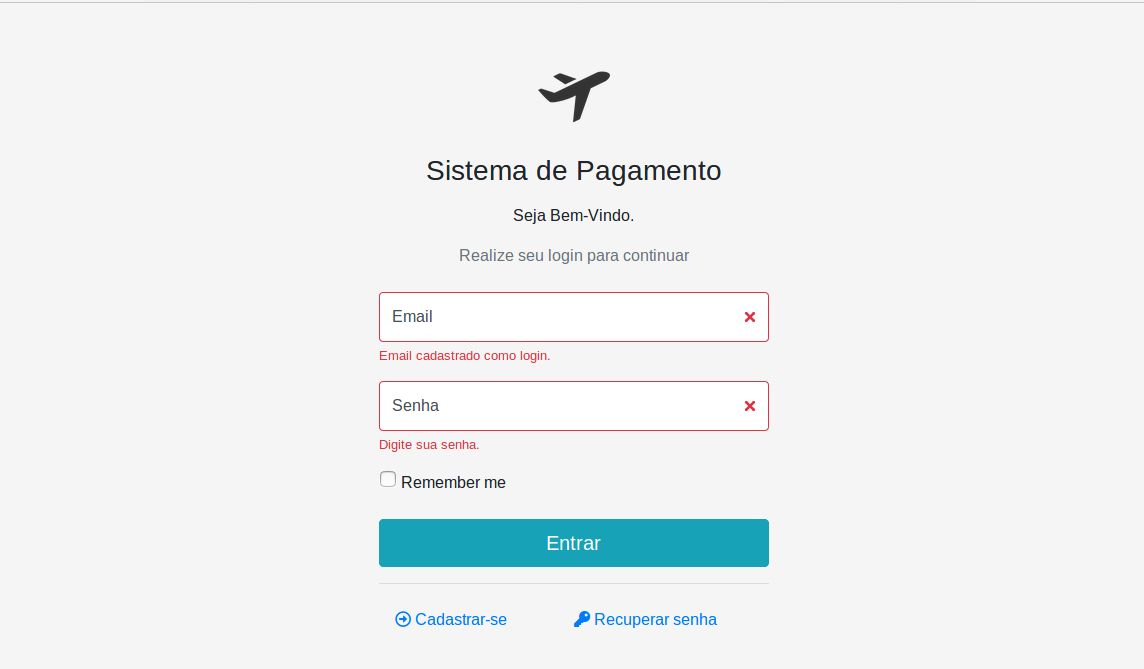 Sistema de Pagamento
Seja Bem-Vindo.
Realize seu login para continuar
Email
Email cadastrado como login.
Senha
Digite sua senha.
Remember me
Entrar
Cadastrar-se Recuperar senha